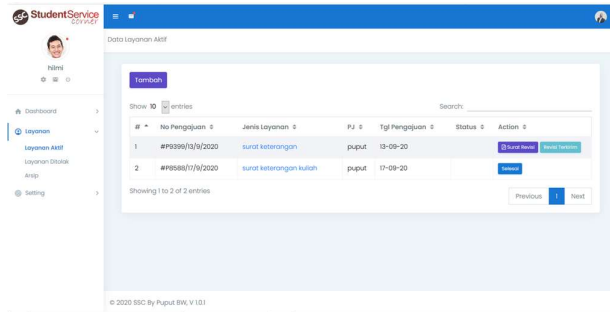 SSC StudentService
corner
hilmi
Dashboard
Layanan
Layanan Aktif
Layanan Ditolak
Arsip
Setting
Data Layanan Aktif
Tambah
Show 10 entries
Search:
# No Pengajuan Jenis Layanan PJ Tgl Pengajuan Status Action
1 #P9399/13/9/2020 surat keterangan puput 13-09-20 Surat Revisi Revisi Terkirim
2 #P8588/17/9/2020 surat keterangan kuliah puput 17-09-20 Selesai
Showing 1 to 2 of 2 entries
Previous 1 Next
© 2020 SSC By Puput BW, V 1.0.1